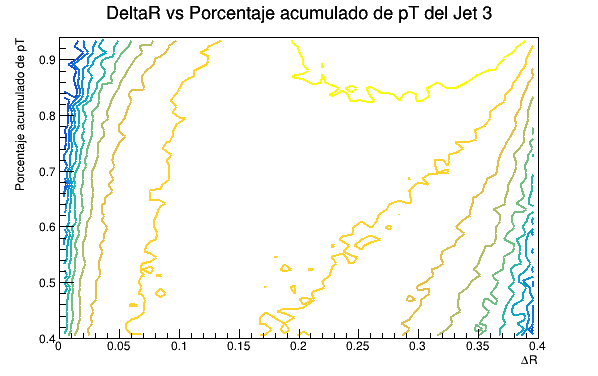 DeltaR vs Porcentaje acumulado de pT del Jet 3
Porcentaje acumulado de pT
0.9
0.8
0.7
0.6
0.5
0.4
0 0.05 0.1 0.15 0.2 0.25 0.3 0.35 0.4
ΔR